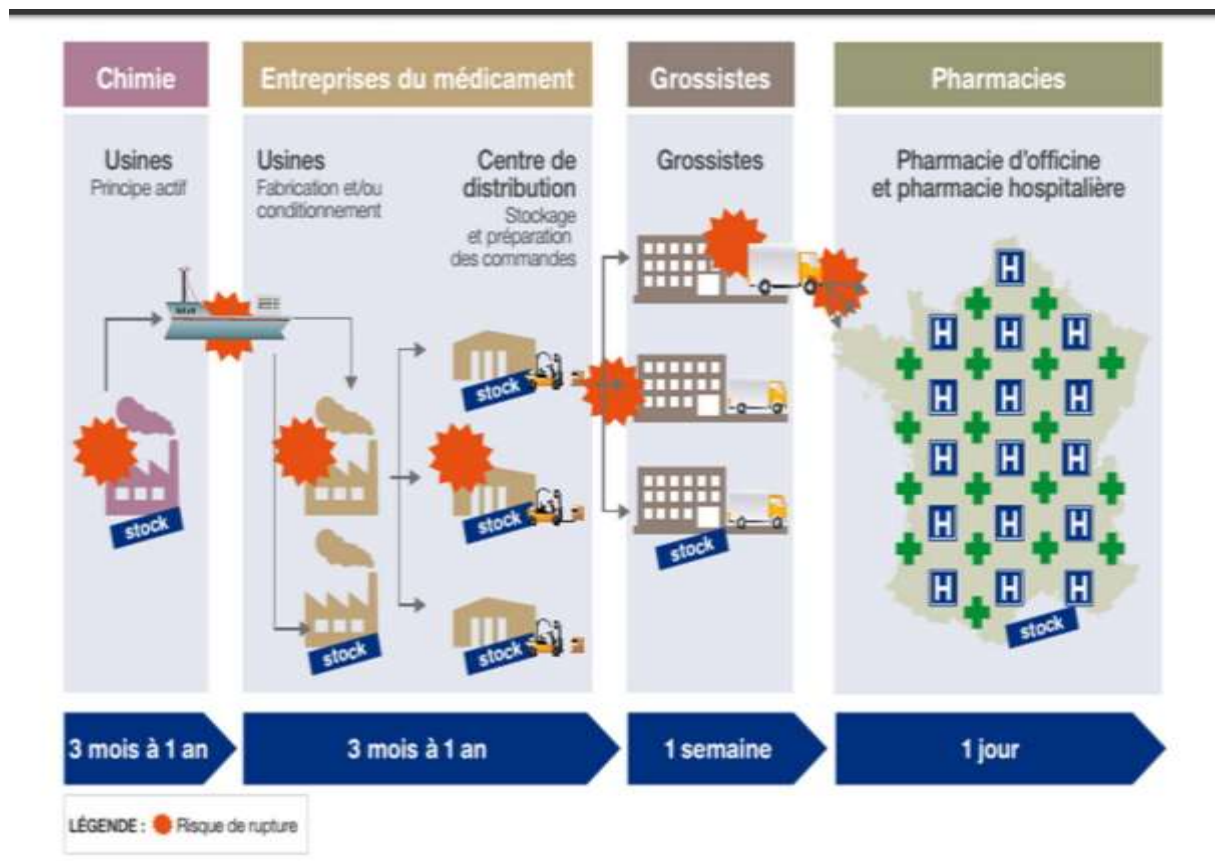 Chimie
Entreprises du médicament
Grossistes
Pharmacies
Usines
Principe actif
Usines
Fabrication et/ou
conditionnement
Centre de
distribution
Stockage
et préparation
des commandes
Grossistes
Pharmacie d'officine
et pharmacie hospitalière
H
H
H
H
stock
H
H
H
stock
H
H
H
stock
stock
stock
H
H
H
H
H
H
stock
stock
stock
3 mois à 1 an
3 mois à 1 an
1 semaine
1 jour
LÉGENDE :
Risque de rupture